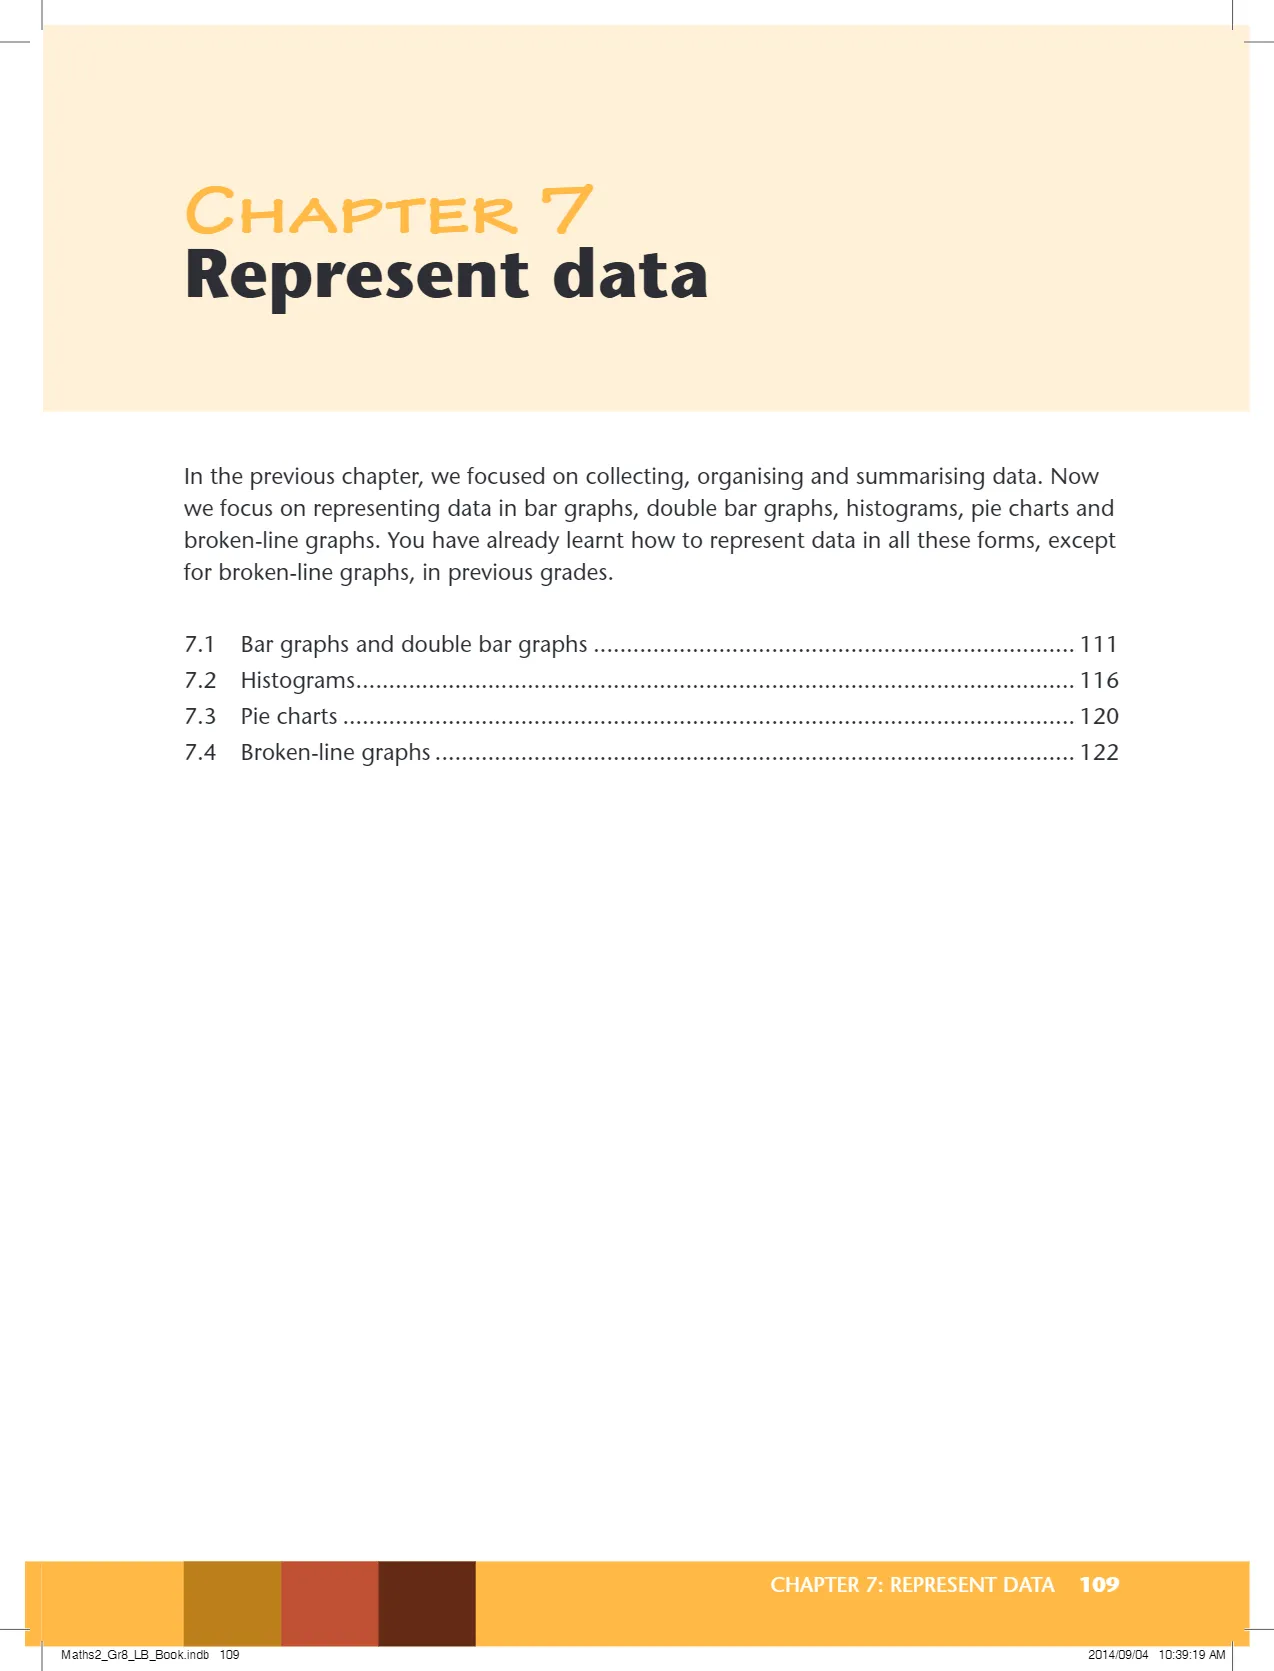 CHAPTER 7
Represent data
In the previous chapter, we focused on collecting, organising and summarising data. Now
we focus on representing data in bar graphs, double bar graphs, histograms, pie charts and
broken-line graphs. You have already learnt how to represent data in all these forms, except
for broken-line graphs, in previous grades.
7.1 Bar graphs and double bar graphs ......................................................................... 111
7.2 Histograms............................................................................................................. 116
7.3 Pie charts ............................................................................................................... 120
7.4 Broken-line graphs ................................................................................................. 122
CHAPTER 7: REPRESENT DATA 109
Maths2_Gr8_LB_Book.indb 109
2014/09/04 10:39:19 AM